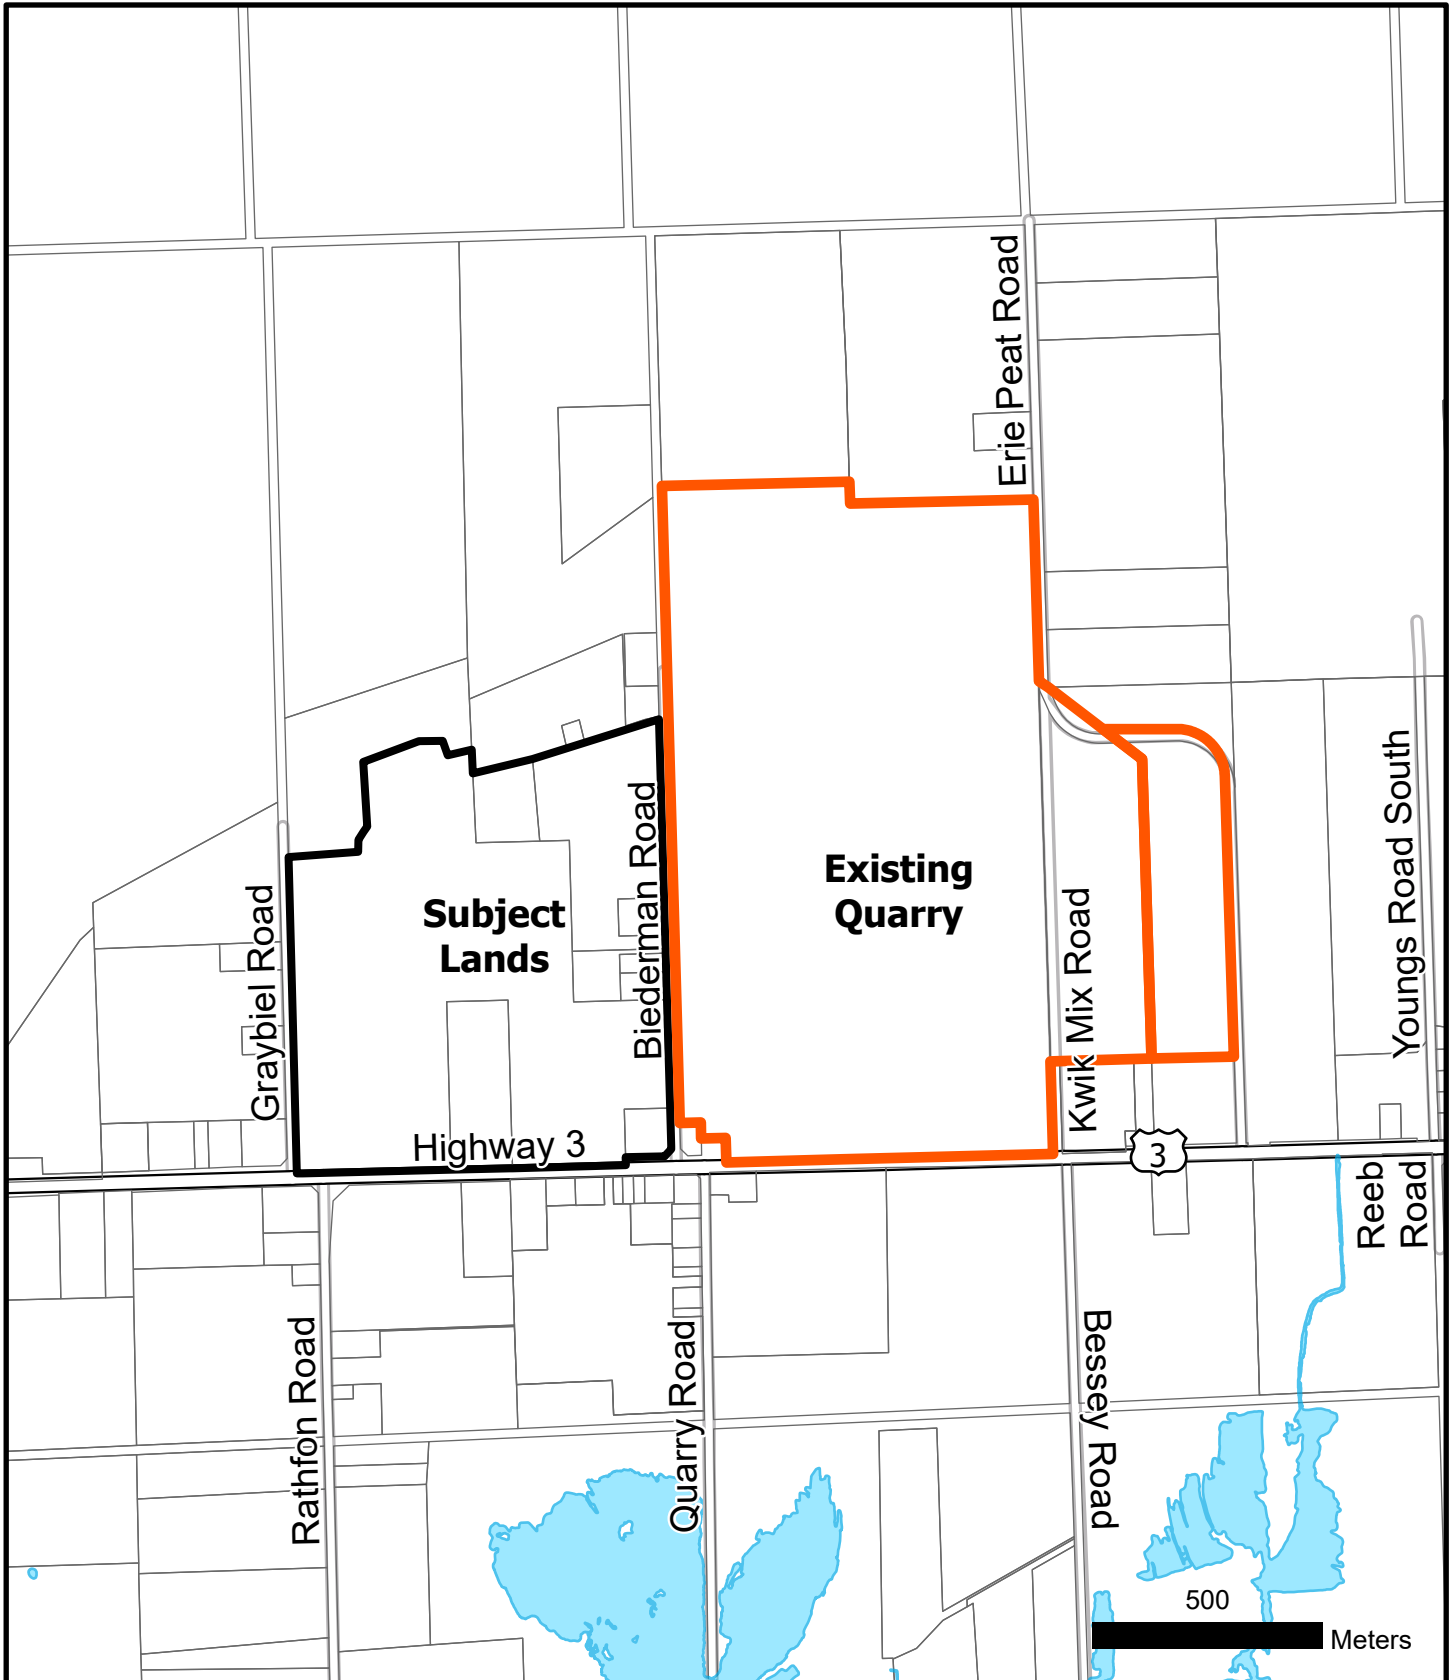 Erie Peat Road
Existing
Quarry
Subject
Lands
Biederman Road
Graybiel Road
Kwik Mix Road
Youngs Road South
Highway 3
3
Reeb
Road
Rathfon Road
Quarry Road
Bessey Road
500
Meters